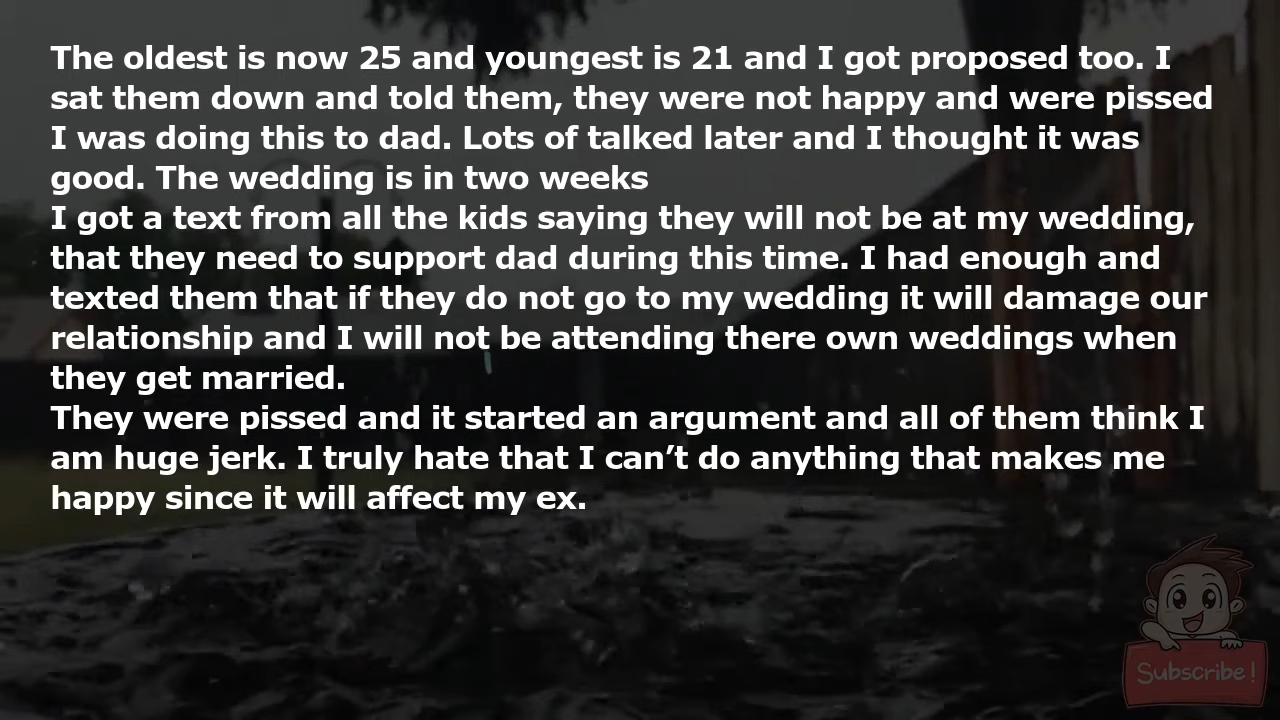 The oldest is now 25 and youngest is 21 and I got proposed too. I
sat them down and told them, they were not happy and were pissed
I was doing this to dad. Lots of talked later and I thought it was
good. The wedding is in two weeks
I got a text from all the kids saying they will not be at my wedding,
that they need to support dad during this time. I had enough and
texted them that if they do not go to my wedding it will damage our
relationship and I will not be attending there own weddings when
they get married.
They were pissed and it started an argument and all of them think I
am huge jerk. I truly hate that I can’t do anything that makes me
happy since it will affect my ex.
Subscribe!